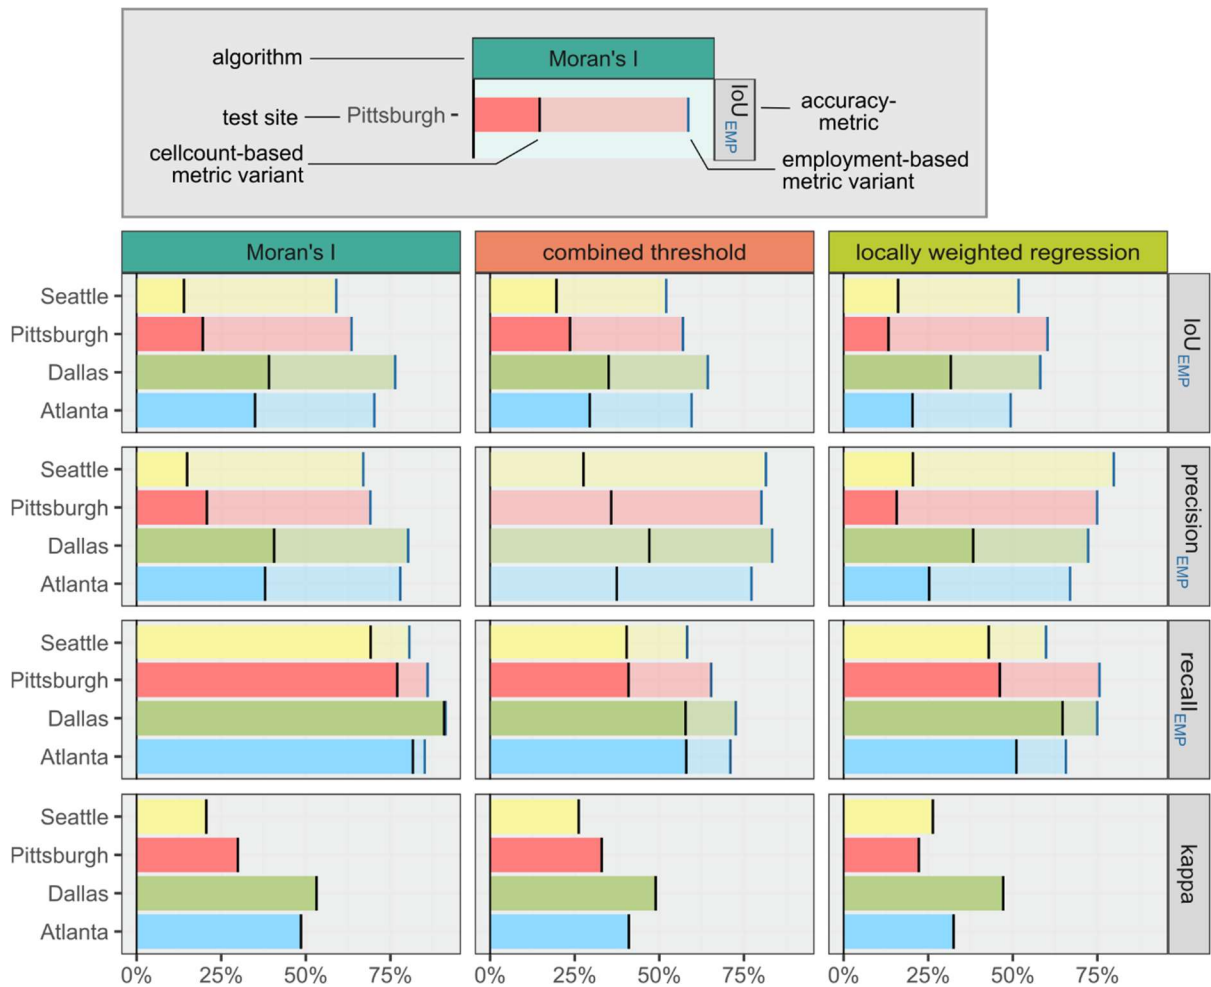 algorithm
Moran's I
test site
Pittsburgh
IoU EMP
accuracy-
metric
cellcount-based
metric variant
employment-based
metric variant
Moran's I
combined threshold
locally weighted regression
Seattle
Pittsburgh
Dallas
Atlanta
IoU EMP
Seattle
Pittsburgh
Dallas
Atlanta
precision EMP
Seattle
Pittsburgh
Dallas
Atlanta
recall EMP
Seattle
Pittsburgh
Dallas
Atlanta
kappa
0% 25% 50% 75% 0% 25% 50% 75% 0% 25% 50% 75%